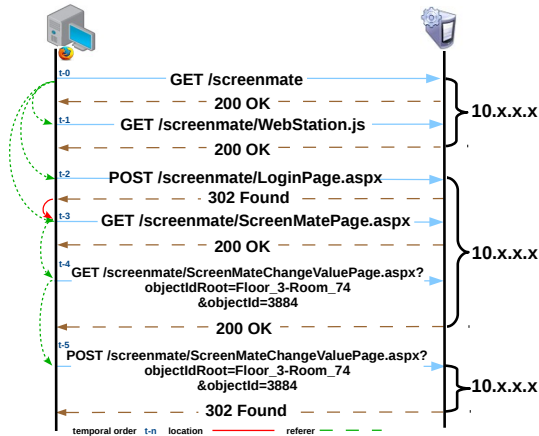 t-0
GET /screenmate
200 OK
10.x.x.x
t-1
GET /screenmate/WebStation.js
200 OK
t-2
POST /screenmate/LoginPage.aspx
302 Found
t-3
GET /screenmate/ScreenMatePage.aspx
200 OK
10.x.x.x
t-4
GET /screenmate/ScreenMateChangeValuePage.aspx?
objectIdRoot=Floor_3-Room_74
&objectId=3884
200 OK
t-5
POST /screenmate/ScreenMateChangeValuePage.aspx?
objectIdRoot=Floor_3-Room_74
&objectId=3884
10.x.x.x
302 Found
temporal order t-n location referer